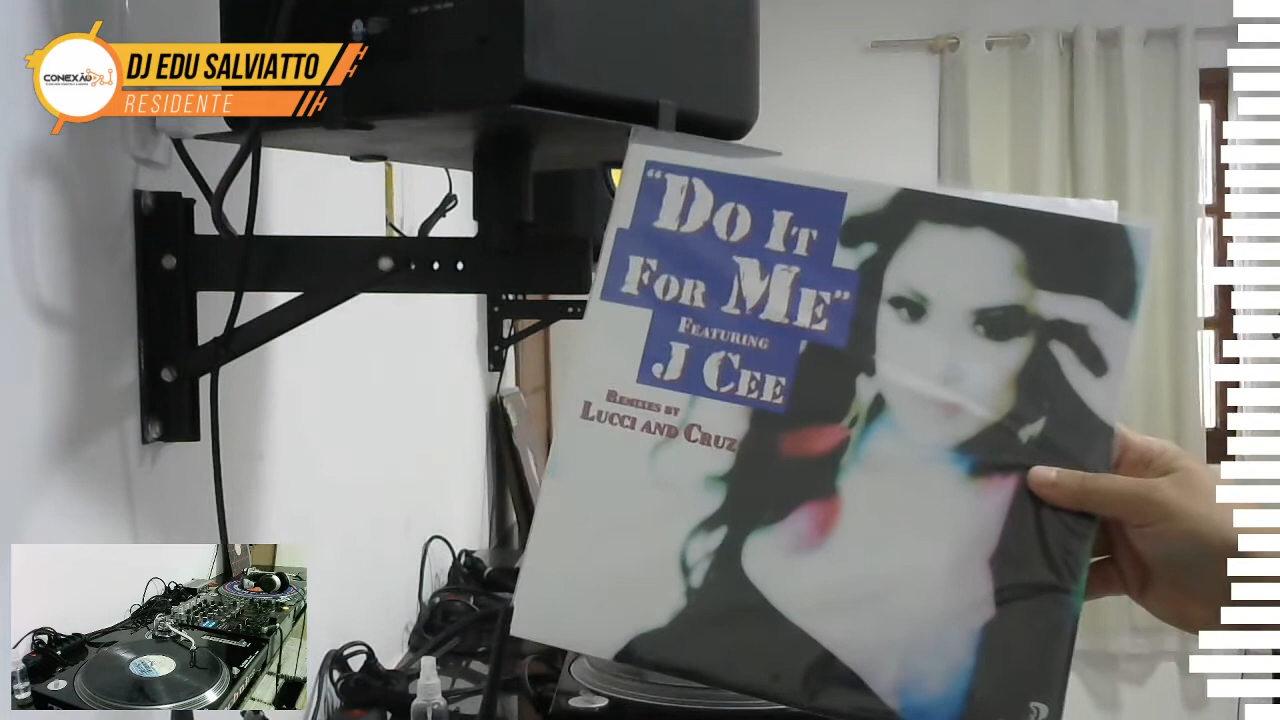 DJ EDU SALVIATTO
RESIDENTE
CONEXÃO
"DO IT
FOR ME"
FEATURING
J CEE
REMIXES BY
LUCCI AND CRUZ